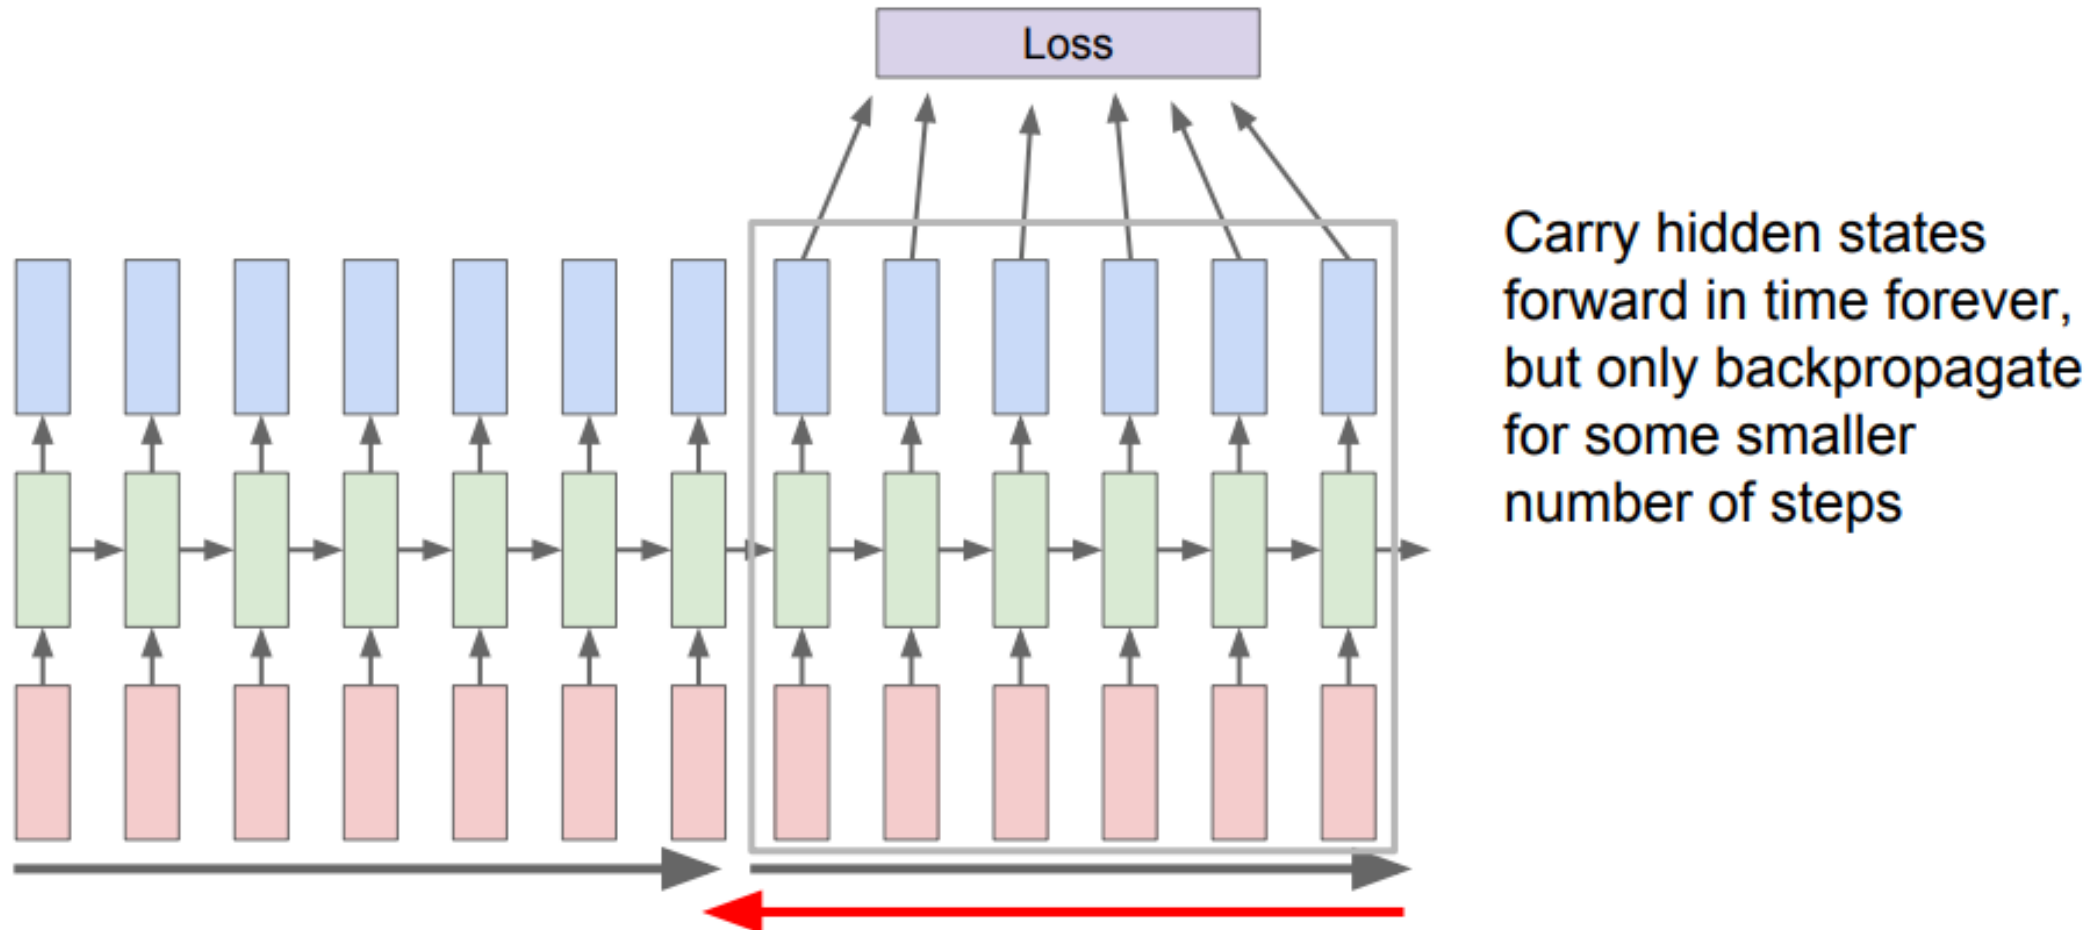 Loss
Carry hidden states
forward in time forever,
but only backpropagate
for some smaller
number of steps